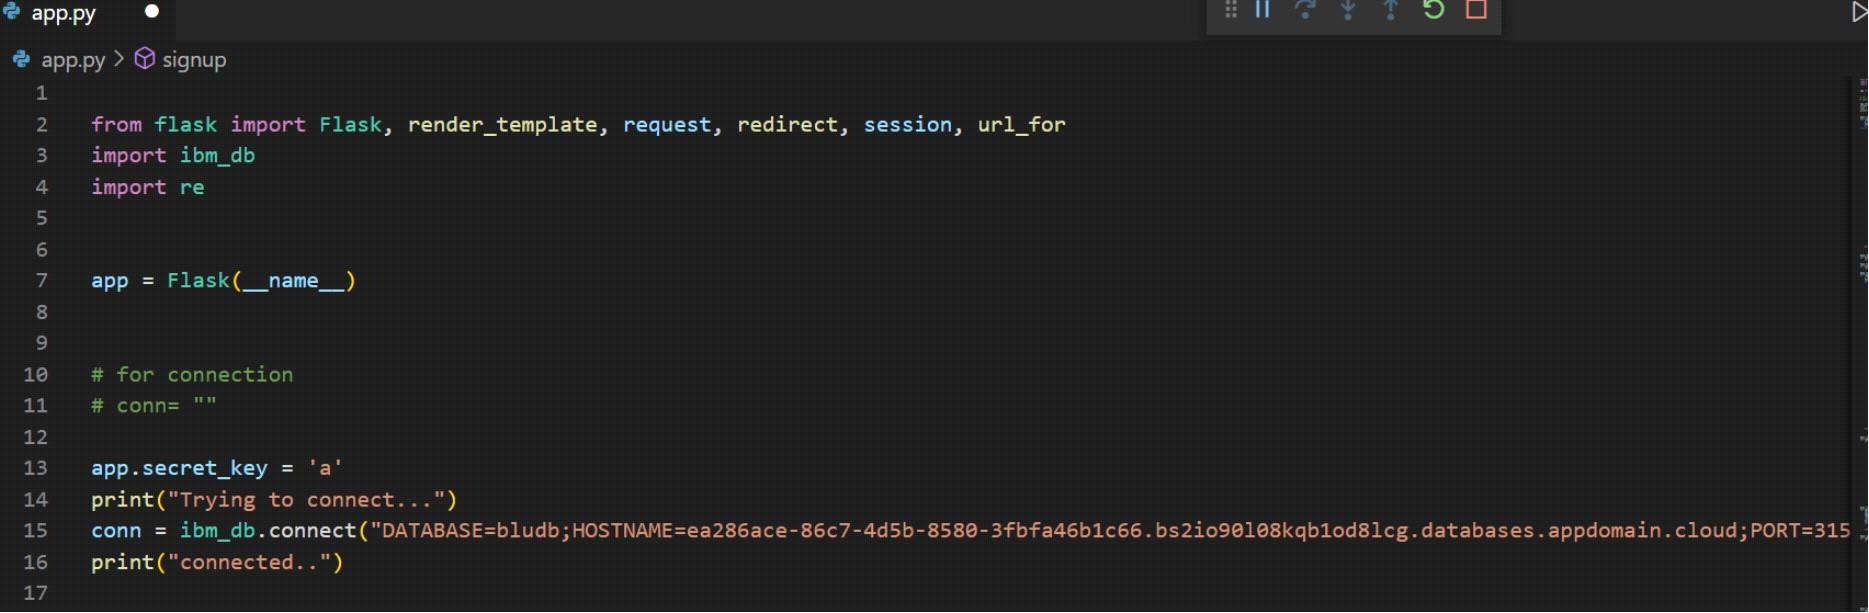 app.py
app.py > signup
1
2 from flask import Flask, render_template, request, redirect, session, url_for
3 import ibm_db
4 import re
5
6
7 app = Flask(__name__)
8
9
10 # for connection
11 # conn= ""
12
13 app.secret_key = 'a'
14 print("Trying to connect...")
15 conn = ibm_db.connect("DATABASE=bludb;HOSTNAME=ea286ace-86c7-4d5b-8580-3fbfa46b1c66.bs2io90l08kqb1od8lcg.databases.appdomain.cloud;PORT=315
16 print("connected..")
17